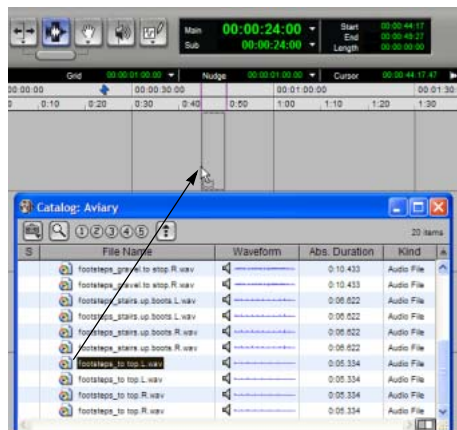 Main 00:00:24:00 Start 00:00:44:17
Sub 00:00:24:00 End 00:00:49:27
Length 00:00:00:00
Grid 00:00:01:00.00 Nudge 00:00:01:00.00 Cursor 00:00:44:17.47
00:00:00 00:00:30:00 00:01:00:00 00:01:30
0:10 0:20 0:30 0:40 0:50 1:00 1:10 1:20 1:30
Catalog: Aviary
1 2 3 4 5 20 items
S File Name Waveform Abs. Duration Kind
footsteps_gravel.to stop.R.wav 0:10.433 Audio File
footsteps_gravel.to stop.R.wav 0:10.433 Audio File
footsteps_stairs.up.boots.L.wav 0:06.622 Audio File
footsteps_stairs.up.boots.L.wav 0:06.622 Audio File
footsteps_stairs.up.boots.R.wav 0:06.622 Audio File
footsteps_stairs.up.boots.R.wav 0:06.622 Audio File
footsteps_to top.L.wav 0:05.334 Audio File
footsteps_to top.L.wav 0:05.334 Audio File
footsteps_to top.R.wav 0:05.334 Audio File
footsteps_to top.R.wav 0:05.334 Audio File